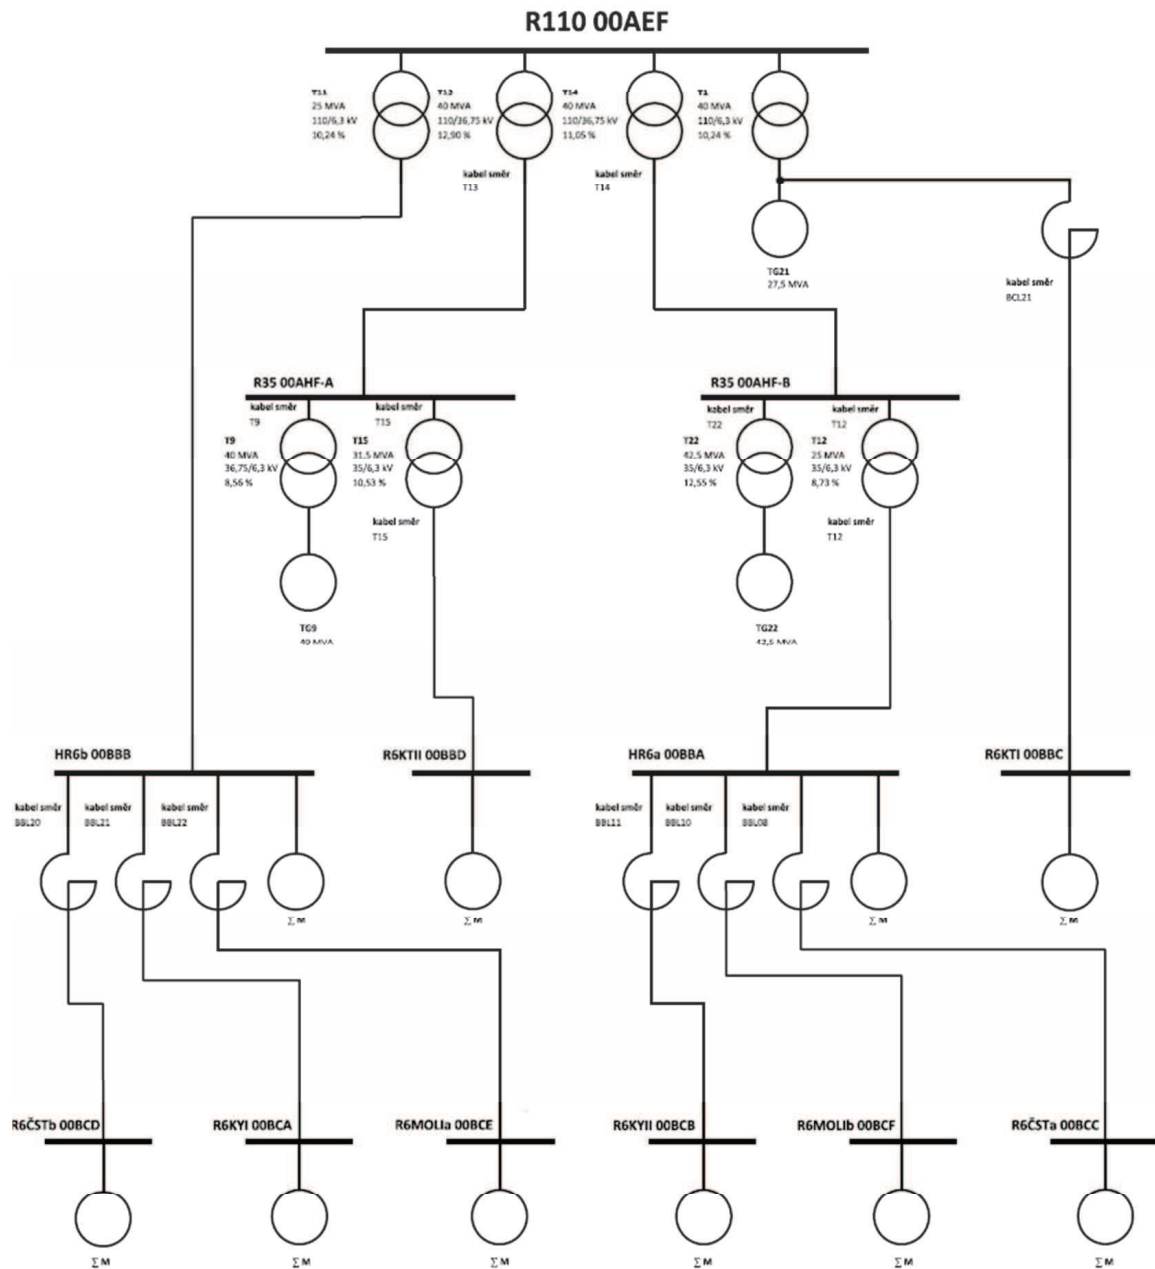 R110 00AEF
T11
25 MVA
110/6,3 kV
10,24 %
T13
40 MVA
110/36,75 kV
12,90 %
T14
40 MVA
110/36,75 kV
11,05 %
T1
40 MVA
110/6,3 kV
10,24 %
kabel směr
T13
kabel směr
T14
TG21
27,5 MVA
kabel směr
BCL21
R35 00AHF-A
kabel směr
T9
kabel směr
T15
T9
40 MVA
36,75/6,3 kV
8,56 %
T15
31,5 MVA
35/6,3 kV
10,53 %
kabel směr
T15
TG9
40 MVA
R35 00AHF-B
kabel směr
T22
kabel směr
T12
T22
42,5 MVA
35/6,3 kV
12,55 %
T12
25 MVA
35/6,3 kV
8,73 %
kabel směr
T12
TG22
42,5 MVA
HR6b 00BBB
R6KTII 00BBD
HR6a 00BBA
R6KTI 00BBC
kabel směr
BBL20
kabel směr
BBL21
kabel směr
BBL22
kabel směr
BBL11
kabel směr
BBL10
kabel směr
BBL08
Σ M
Σ M
Σ M
Σ M
R6ČSTb 00BCD
R6KYI 00BCA
R6MOLIa 00BCE
R6KYII 00BCB
R6MOLIb 00BCF
R6ČSTa 00BCC
Σ M
Σ M
Σ M
Σ M
Σ M
Σ M